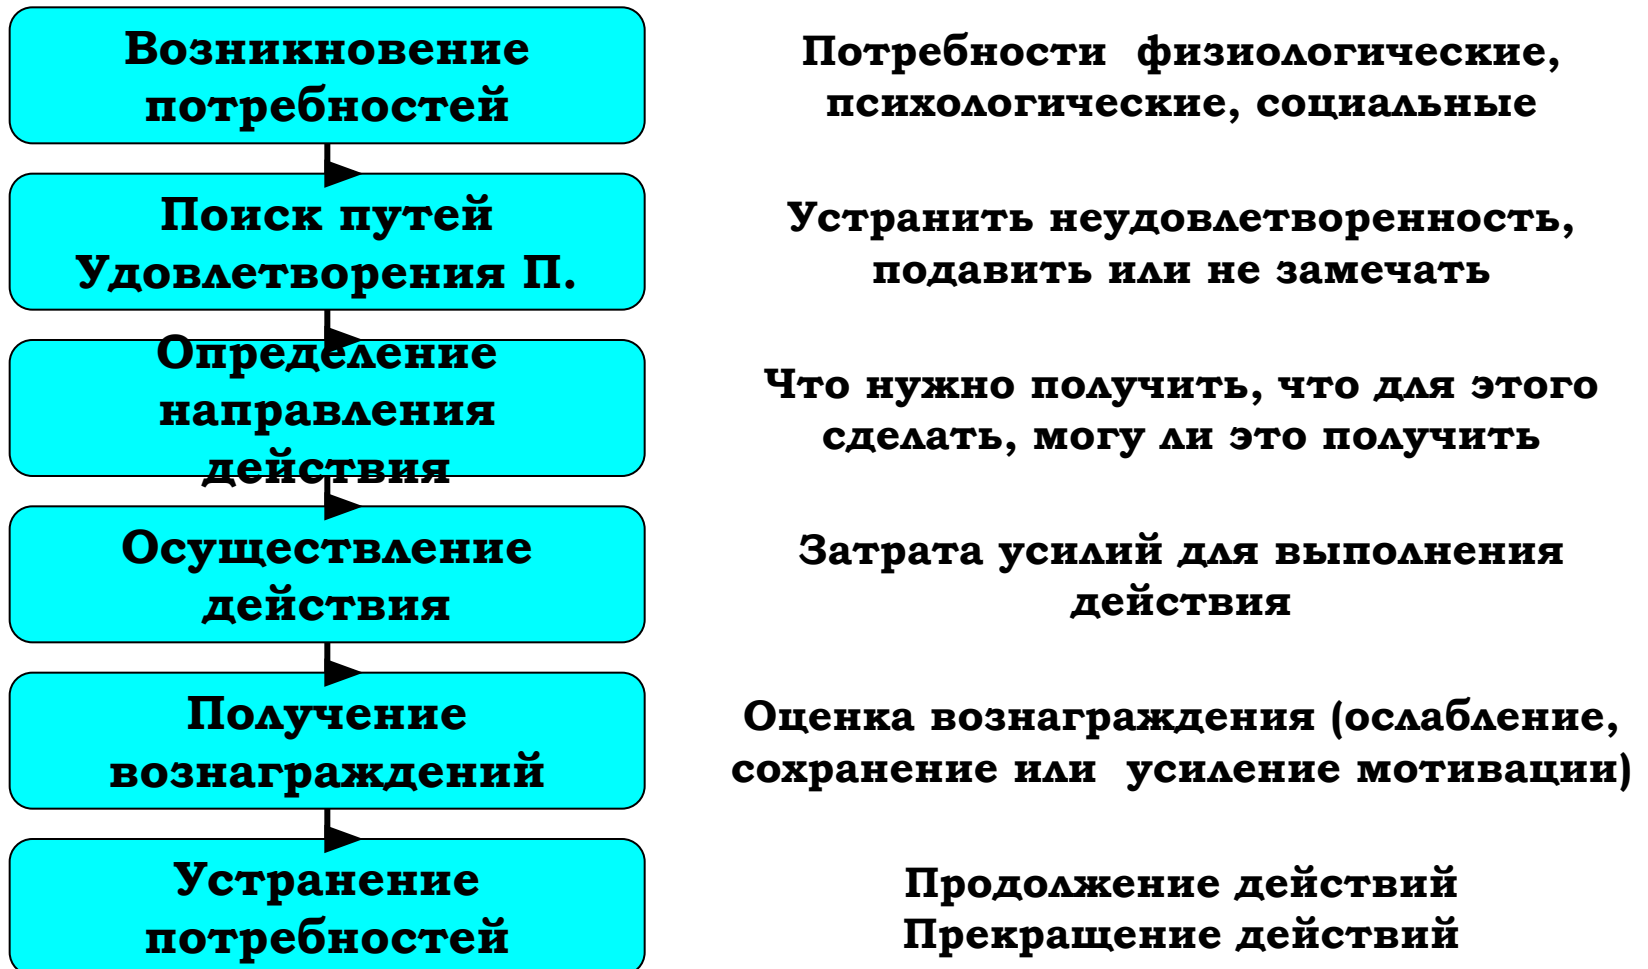 Возникновение
потребностей
Потребности физиологические,
психологические, социальные
Поиск путей
Удовлетворения П.
Устранить неудовлетворенность,
подавить или не замечать
Определение
направления
действия
Что нужно получить, что для этого
сделать, могу ли это получить
Осуществление
действия
Затрата усилий для выполнения
действия
Получение
вознаграждений
Оценка вознаграждения (ослабление,
сохранение или усиление мотивации)
Устранение
потребностей
Продолжение действий
Прекращение действий